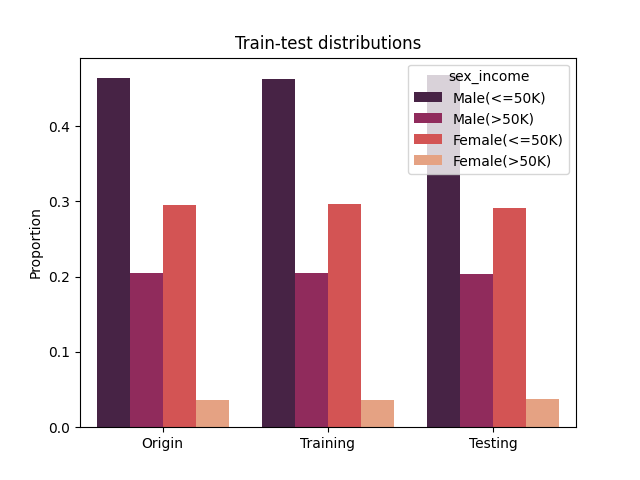 Train-test distributions
sex_income
Male(<=50K)
Male(>50K)
Female(<=50K)
Female(>50K)
Proportion
0.4
0.3
0.2
0.1
0.0
Origin Training Testing